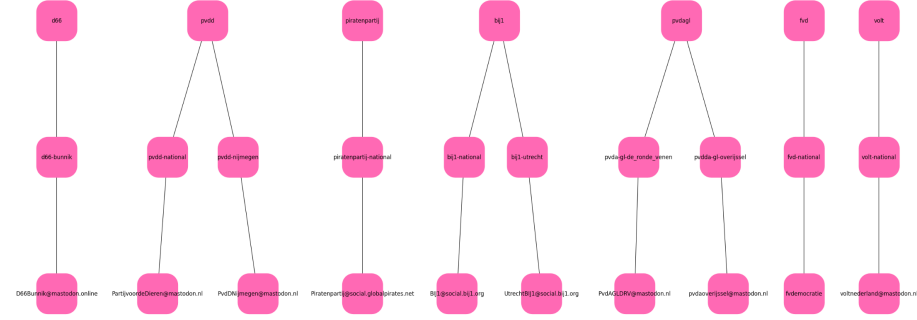 d66
pvdd
piratenpartij
bij1
pvdagl
fvd
volt
d66-bunnik
pvdd-national
pvdd-nijmegen
piratenpartij-national
bij1-national
bij1-utrecht
pvda-gl-de_ronde_venen
pvdda-gl-overijssel
fvd-national
volt-national
D66Bunnik@mastodon.online
PartijvoordeDieren@mastodon.nl
PvdDNijmegen@mastodon.nl
Piratenpartij@social.globalpirates.net
BIJ1@social.bij1.org
UtrechtBIJ1@social.bij1.org
PvdAGLDRV@mastodon.nl
pvdaoverijssel@mastodon.nl
fvdemocratie
voltnederland@mastodon.nl